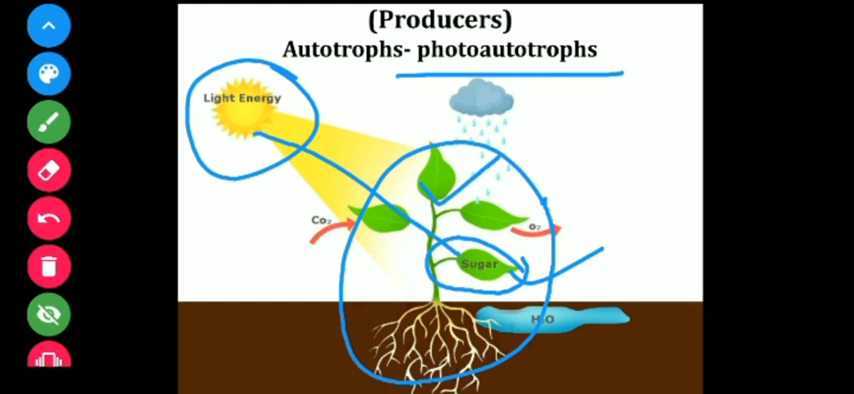 (Producers)
Autotrophs- photoautotrophs
Light Energy
Co₂
o₂
Sugar
H₂O